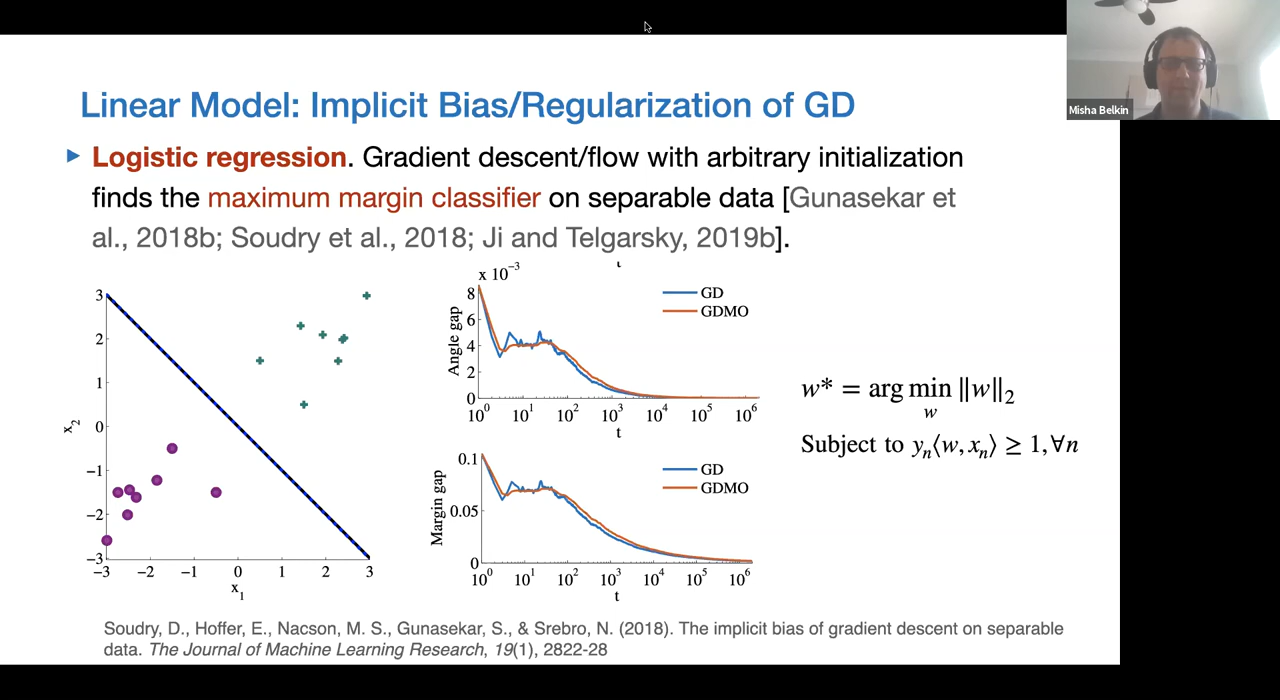 Misha Belkin
Linear Model: Implicit Bias/Regularization of GD
Logistic regression. Gradient descent/flow with arbitrary initialization
finds the maximum margin classifier on separable data [Gunasekar et
al., 2018b; Soudry et al., 2018; Ji and Telgarsky, 2019b].
3
2
1
0
−1
−2
−3
−3 −2 −1 0 1 2 3
x₁
x₂
t
x 10⁻³
8
6
4
2
0
Angle gap
GD
GDMO
10⁰ 10¹ 10² 10³ 10⁴ 10⁵ 10⁶
t
0.1
0.05
0
Margin gap
GD
GDMO
10⁰ 10¹ 10² 10³ 10⁴ 10⁵ 10⁶
t
w* = arg min ||w||₂
w
Subject to yₙ⟨w, xₙ⟩ ≥ 1, ∀n
Soudry, D., Hoffer, E., Nacson, M. S., Gunasekar, S., & Srebro, N. (2018). The implicit bias of gradient descent on separable
data. The Journal of Machine Learning Research, 19(1), 2822-28